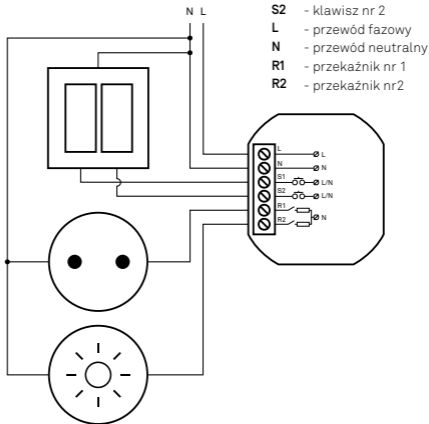 N L
S2 - klawisz nr 2
L - przewód fazowy
N - przewód neutralny
R1 - przekaźnik nr 1
R2 - przekaźnik nr2
L L
N N
S1 L/N
S2 L/N
R1
N
R2